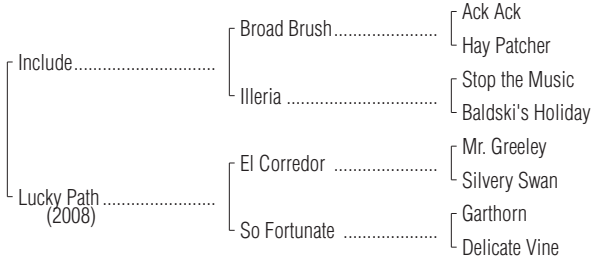 Ack Ack
Broad Brush
Hay Patcher
Include
Stop the Music
Illeria
Baldski's Holiday
Mr. Greeley
El Corredor
Silvery Swan
Lucky Path
(2008)
Garthorn
So Fortunate
Delicate Vine